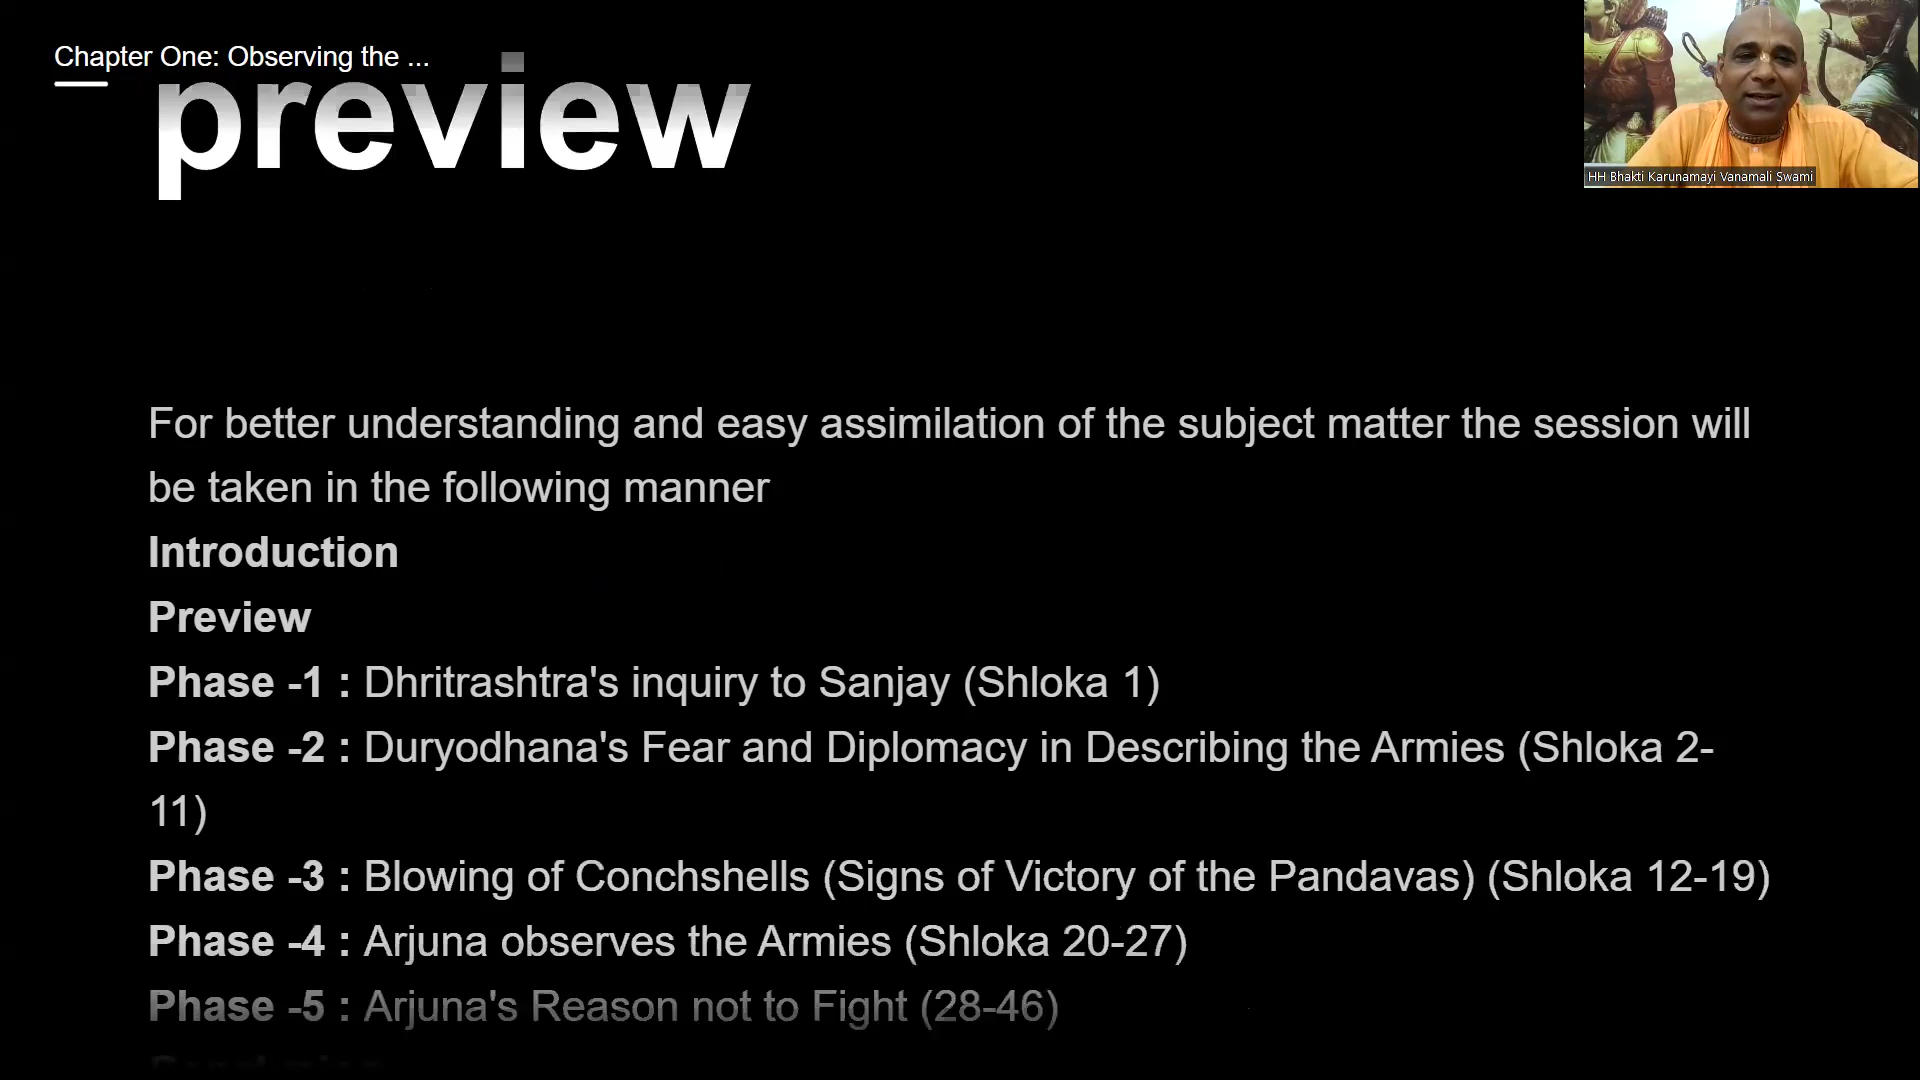 Chapter One: Observing the ...
preview
HH Bhakti Karunamayi Vanamali Swami
For better understanding and easy assimilation of the subject matter the session will
be taken in the following manner
Introduction
Preview
Phase -1 : Dhritrashtra's inquiry to Sanjay (Shloka 1)
Phase -2 : Duryodhana's Fear and Diplomacy in Describing the Armies (Shloka 2-
11)
Phase -3 : Blowing of Conchshells (Signs of Victory of the Pandavas) (Shloka 12-19)
Phase -4 : Arjuna observes the Armies (Shloka 20-27)
Phase -5 : Arjuna's Reason not to Fight (28-46)